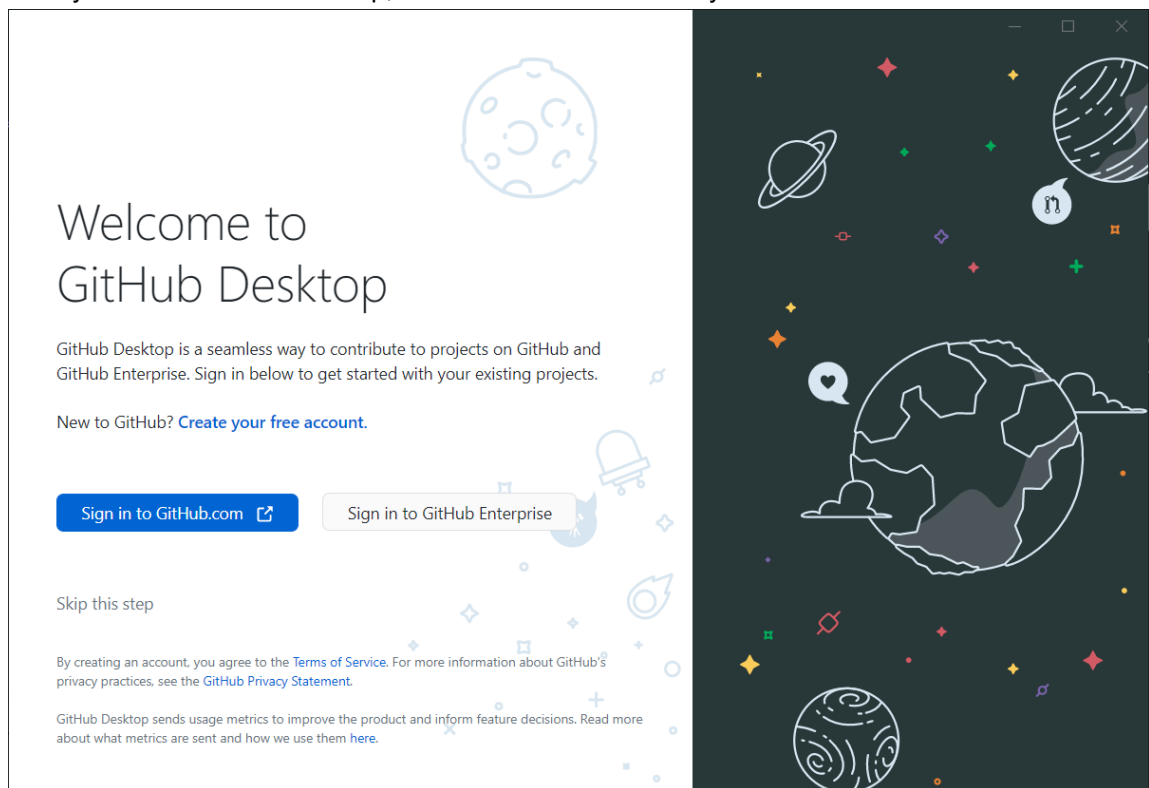 Welcome to
GitHub Desktop
GitHub Desktop is a seamless way to contribute to projects on GitHub and
GitHub Enterprise. Sign in below to get started with your existing projects.
New to GitHub? Create your free account.
Sign in to GitHub.com
Sign in to GitHub Enterprise
Skip this step
By creating an account, you agree to the Terms of Service. For more information about GitHub's
privacy practices, see the GitHub Privacy Statement.
GitHub Desktop sends usage metrics to improve the product and inform feature decisions. Read more
about what metrics are sent and how we use them here.